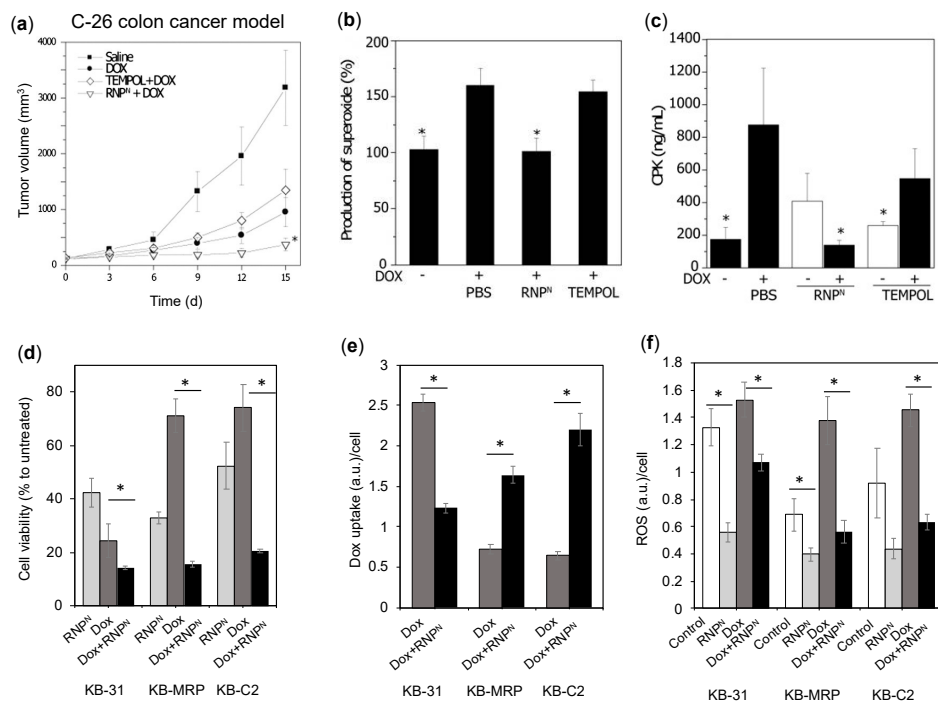 (a) C-26 colon cancer model
4000
3000
2000
1000
0
Tumor volume (mm³)
Saline
DOX
TEMPOL+DOX
RNPᴺ + DOX
*
0 3 6 9 12 15
Time (d)
(b)
200
150
100
50
0
Production of superoxide (%)
* *
DOX - + + +
PBS RNPᴺ TEMPOL
(c)
1400
1200
1000
800
600
400
200
0
CPK (ng/mL)
* * *
DOX - + - + - +
PBS RNPᴺ TEMPOL
(d)
80
60
40
20
0
Cell viability (% to untreated)
* * *
RNPᴺ Dox Dox+RNPᴺ RNPᴺ Dox Dox+RNPᴺ RNPᴺ Dox Dox+RNPᴺ
KB-31 KB-MRP KB-C2
(e)
3
2.5
2
1.5
1
0.5
0
Dox uptake (a.u.)/cell
* * *
Dox Dox+RNPᴺ Dox Dox+RNPᴺ Dox Dox+RNPᴺ
KB-31 KB-MRP KB-C2
(f)
1.8
1.6
1.4
1.2
1
0.8
0.6
0.4
0.2
0
ROS (a.u.)/cell
* * * * *
Control RNPᴺ Dox Dox+RNPᴺ Control RNPᴺ Dox Dox+RNPᴺ Control RNPᴺ Dox Dox+RNPᴺ
KB-31 KB-MRP KB-C2